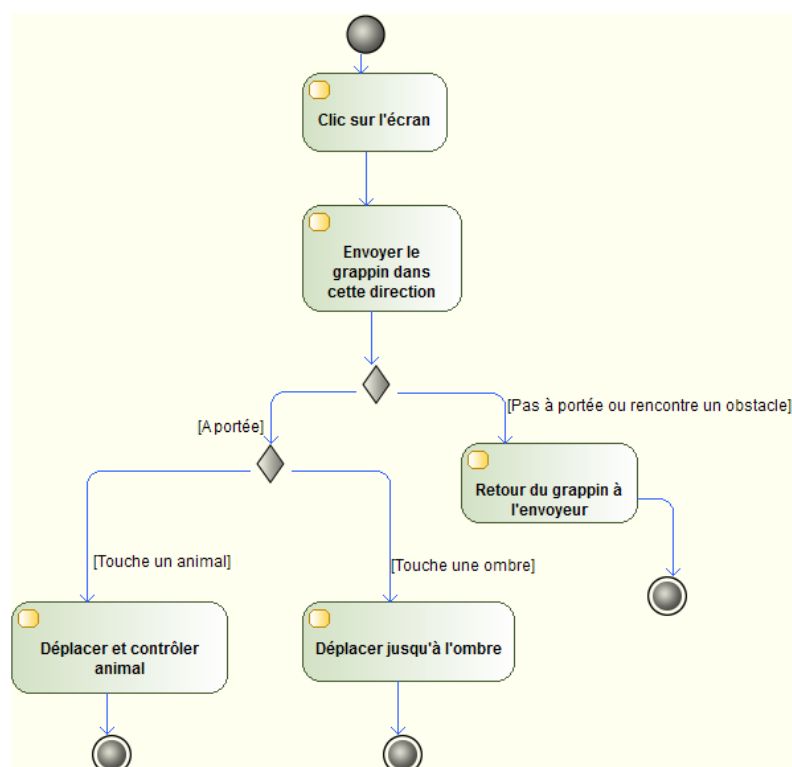 Clic sur l'écran
Envoyer le
grappin dans
cette direction
[Pas à portée ou rencontre un obstacle]
[A portée]
Retour du grappin à
l'envoyeur
[Touche un animal]
[Touche une ombre]
Déplacer et contrôler
animal
Déplacer jusqu'à l'ombre